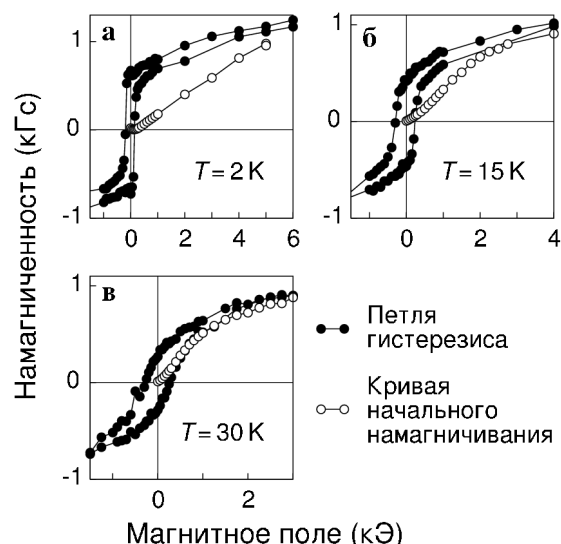 Намагниченность (кГс)
а
1
0
-1
T = 2 K
0
2
4
6
б
1
0
-1
T = 15 K
0
2
4
в
1
0
-1
T = 30 K
0
2
Петля
гистерезиса
Кривая
начального
намагничивания
Магнитное поле (кЭ)